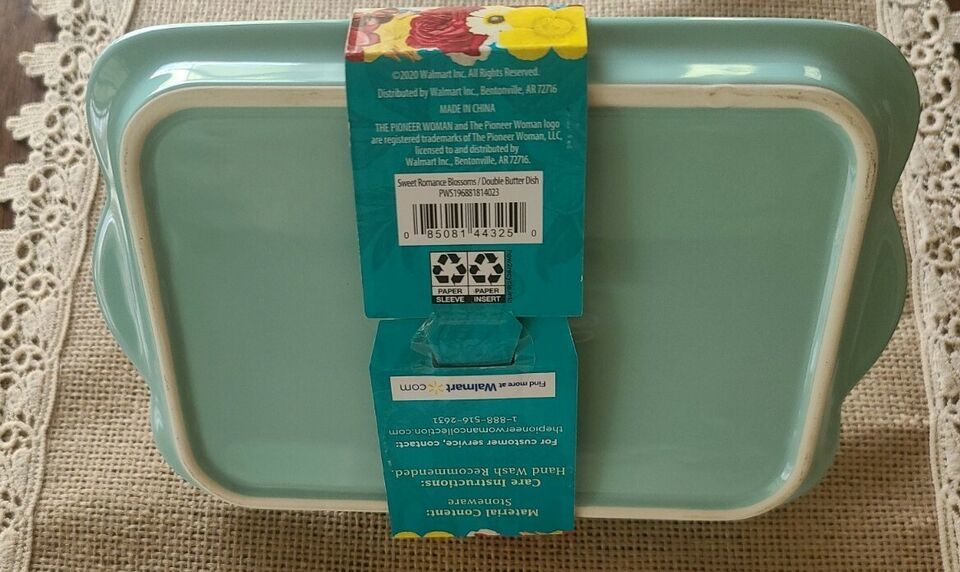 ©2020 Walmart Inc. All Rights Reserved.
Distributed by Walmart Inc., Bentonville, AR 72716
MADE IN CHINA
THE PIONEER WOMAN and The Pioneer Woman logo
are registered trademarks of The Pioneer Woman, LLC,
licensed to and distributed by
Walmart Inc., Bentonville, AR 72716.
Sweet Romance Blossoms / Double Butter Dish
PW5196881814023
0 85081 44325 0
PAPER PAPER
SLEEVE INSERT
how2recycle.info
Material Content:
Stoneware
Care Instructions:
Hand Wash Recommended.
For customer service, contact:
thepioneerwomancollection.com
1-888-516-2631
Find more at Walmart.com